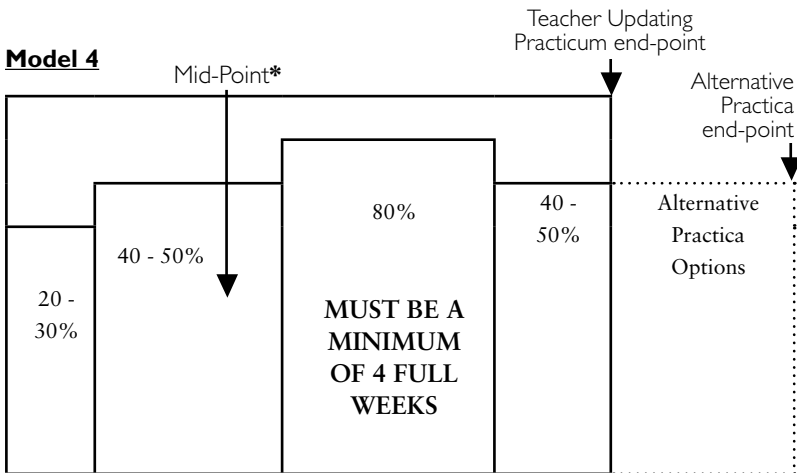 Teacher Updating
Practicum end-point
Model 4
Mid-Point*
Alternative
Practica
end-point
20 -
30%
40 - 50%
80%
MUST BE A
MINIMUM
OF 4 FULL
WEEKS
40 -
50%
Alternative
Practica
Options